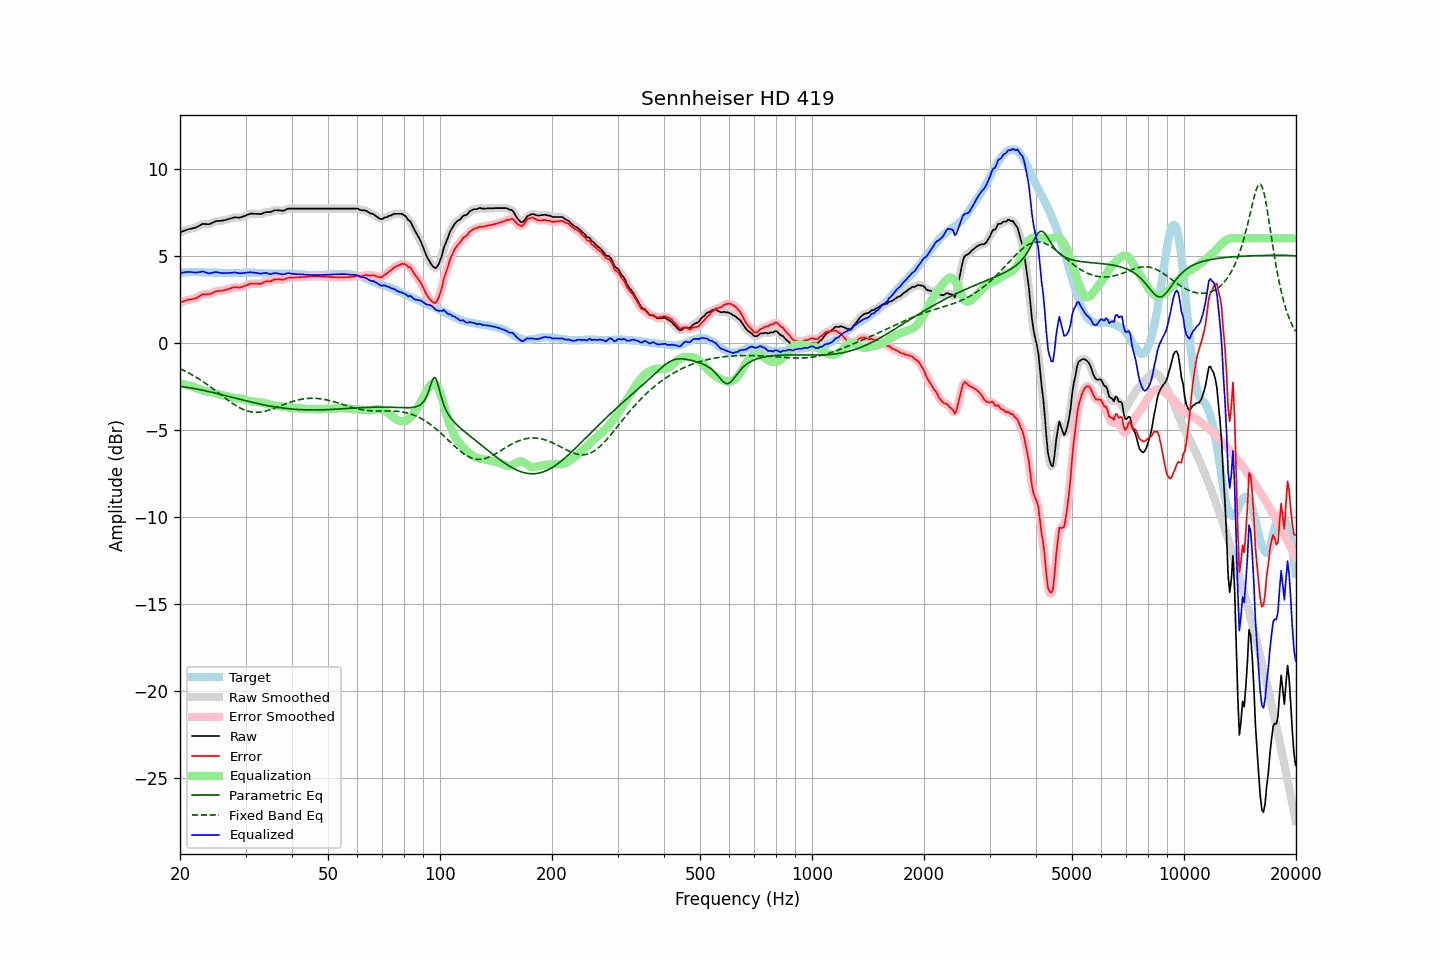 Sennheiser HD 419
Amplitude (dBr)
10
5
0
−5
−10
−15
−20
−25
Target
Raw Smoothed
Error Smoothed
Raw
Error
Equalization
Parametric Eq
Fixed Band Eq
Equalized
20 50 100 200 500 1000 2000 5000 10000 20000
Frequency (Hz)